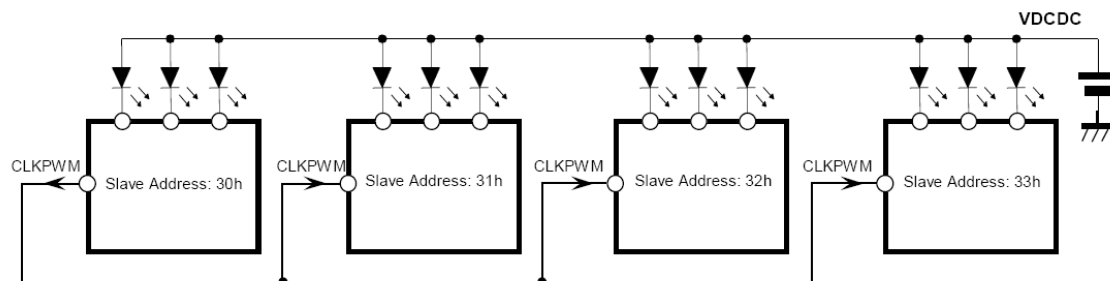 VDCDC
CLKPWM
Slave Address: 30h
CLKPWM
Slave Address: 31h
CLKPWM
Slave Address: 32h
CLKPWM
Slave Address: 33h